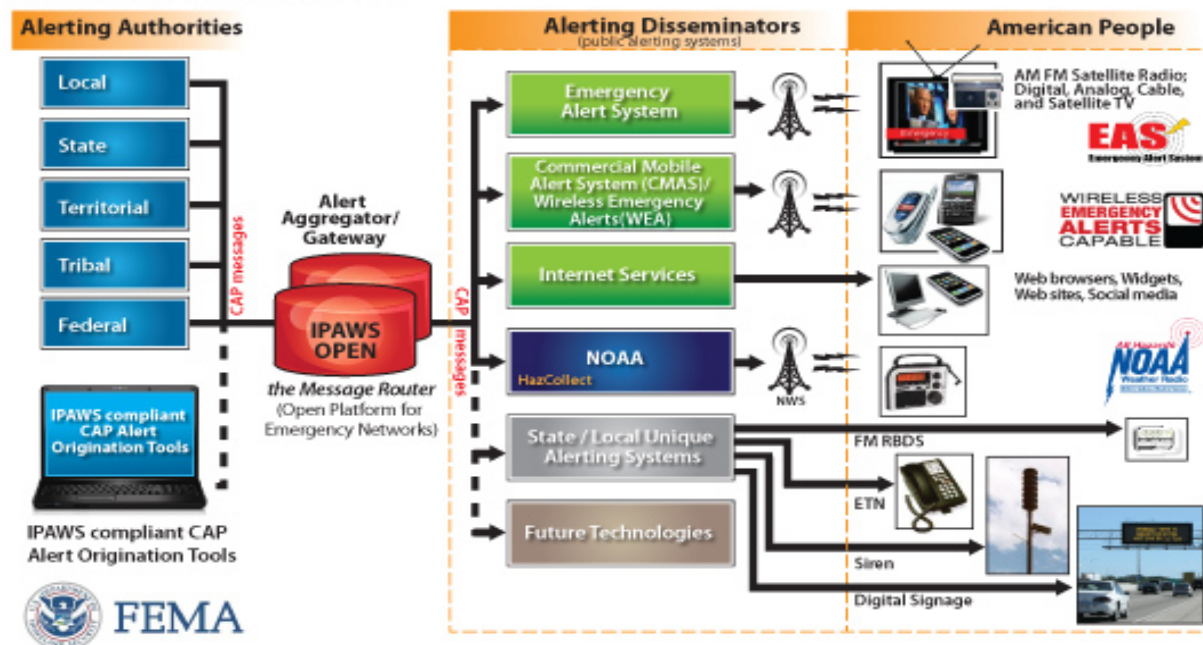 Alerting Authorities
Local
State
Territorial
Tribal
Federal
CAP messages
IPAWS compliant
CAP Alert
Origination Tools
IPAWS compliant CAP
Alert Origination Tools
FEMA
Alert
Aggregator/
Gateway
IPAWS
OPEN
the Message Router
(Open Platform for
Emergency Networks)
CAP messages
Alerting Disseminators
(public alerting systems)
Emergency
Alert System
Commercial Mobile
Alert System (CMAS)/
Wireless Emergency
Alerts(WEA)
Internet Services
NOAA
HazCollect
NWS
State / Local Unique
Alerting Systems
Future Technologies
American People
AM FM Satellite Radio;
Digital, Analog, Cable,
and Satellite TV
Emergency
EAS
Emergency Alert System
WIRELESS
EMERGENCY
ALERTS
CAPABLE
Web browsers, Widgets,
Web sites, Social media
All Hazards
NOAA
Weather Radio
FM RBDS
ETN
Siren
Digital Signage